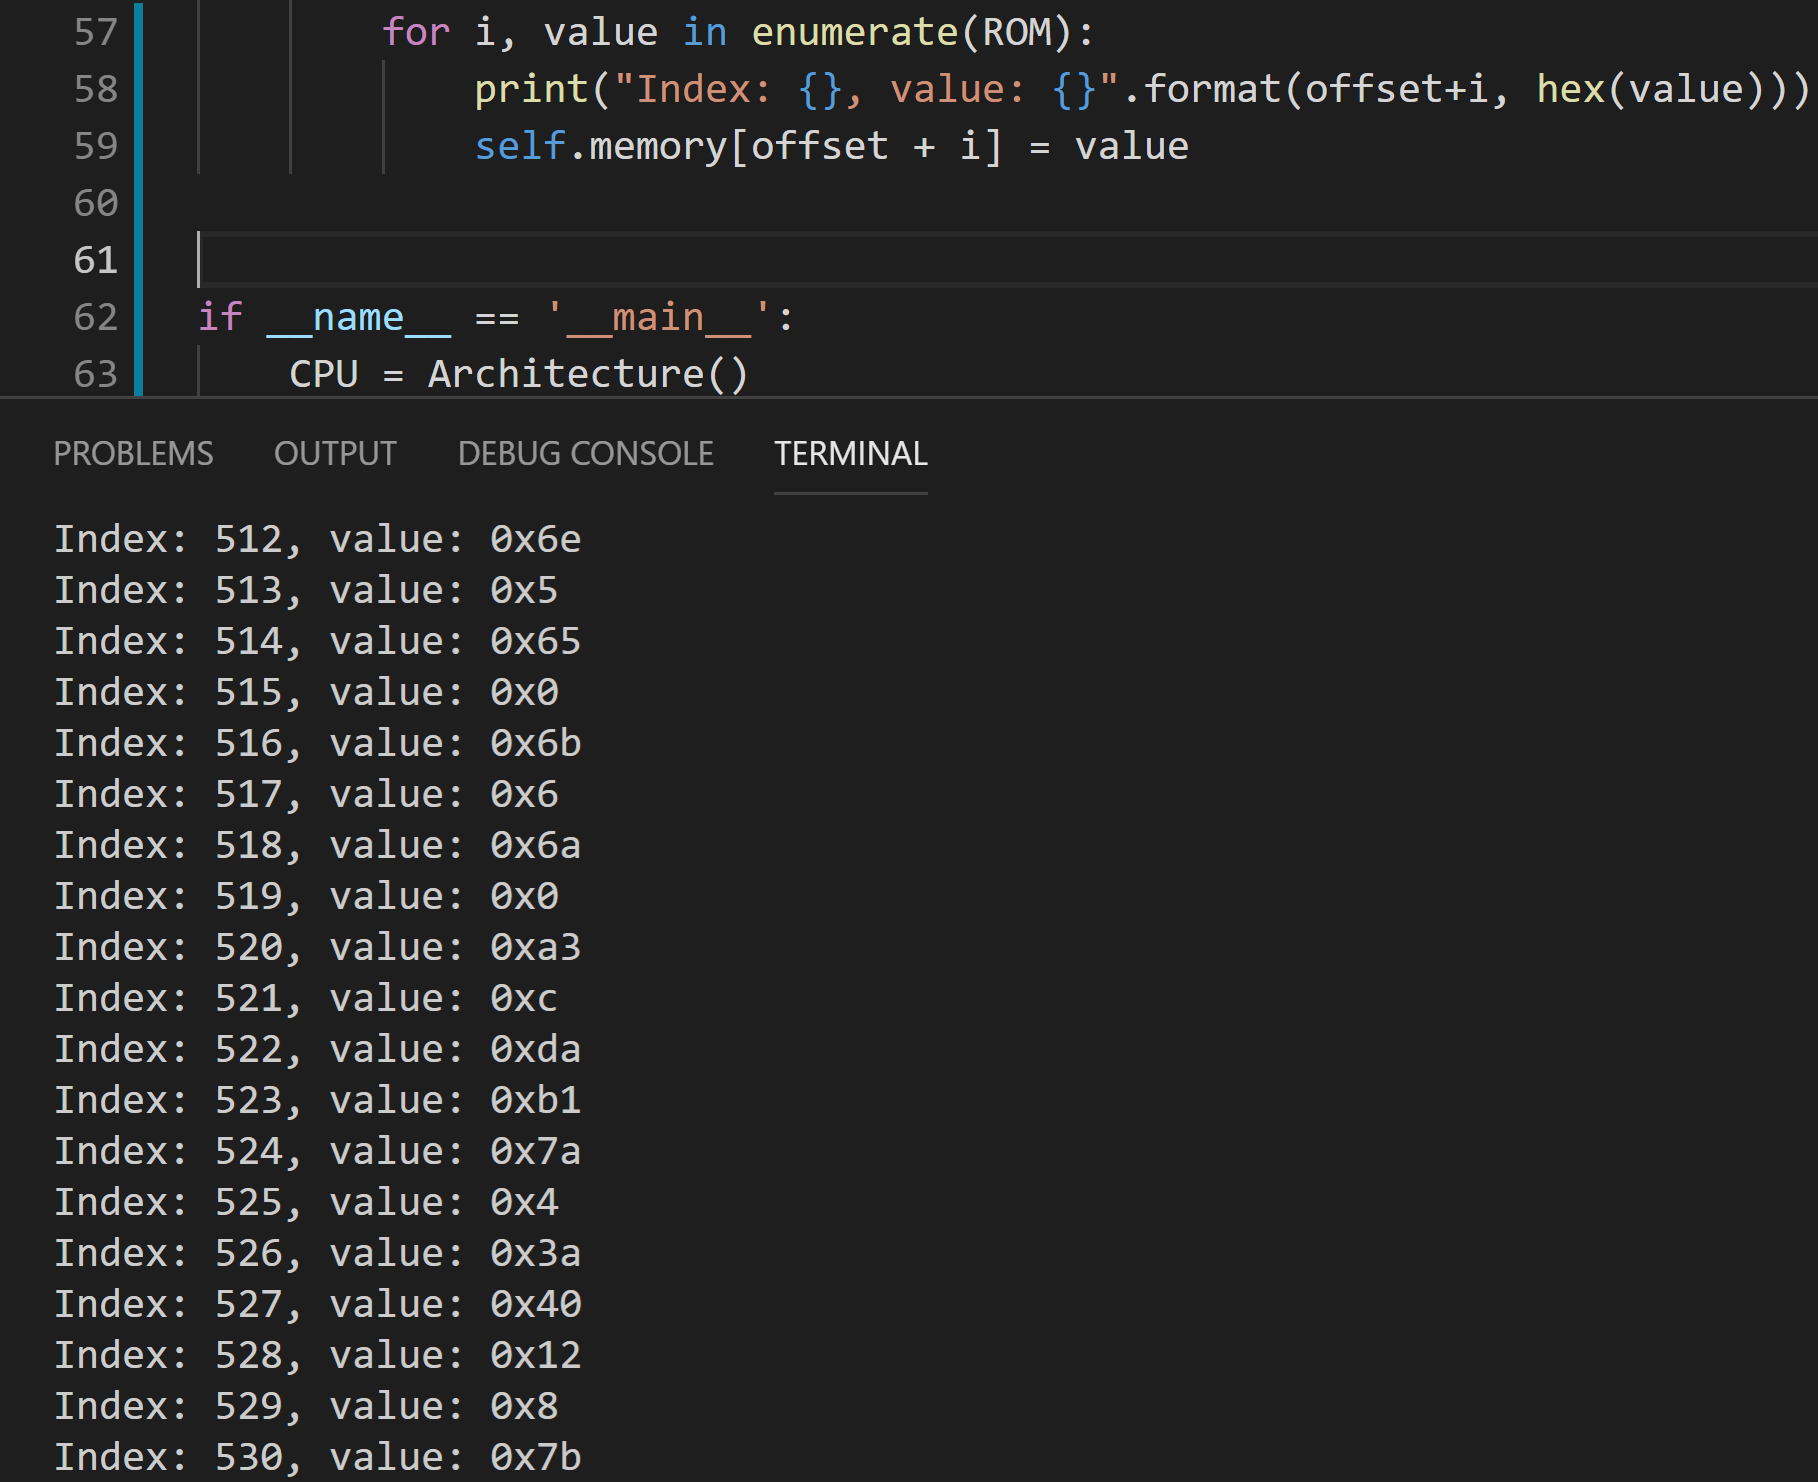 57 for i, value in enumerate(ROM):
58 print("Index: {}, value: {}".format(offset+i, hex(value)))
59 self.memory[offset + i] = value
60
61
62 if __name__ == '__main__':
63 CPU = Architecture()
PROBLEMS OUTPUT DEBUG CONSOLE TERMINAL
Index: 512, value: 0x6e
Index: 513, value: 0x5
Index: 514, value: 0x65
Index: 515, value: 0x0
Index: 516, value: 0x6b
Index: 517, value: 0x6
Index: 518, value: 0x6a
Index: 519, value: 0x0
Index: 520, value: 0xa3
Index: 521, value: 0xc
Index: 522, value: 0xda
Index: 523, value: 0xb1
Index: 524, value: 0x7a
Index: 525, value: 0x4
Index: 526, value: 0x3a
Index: 527, value: 0x40
Index: 528, value: 0x12
Index: 529, value: 0x8
Index: 530, value: 0x7b